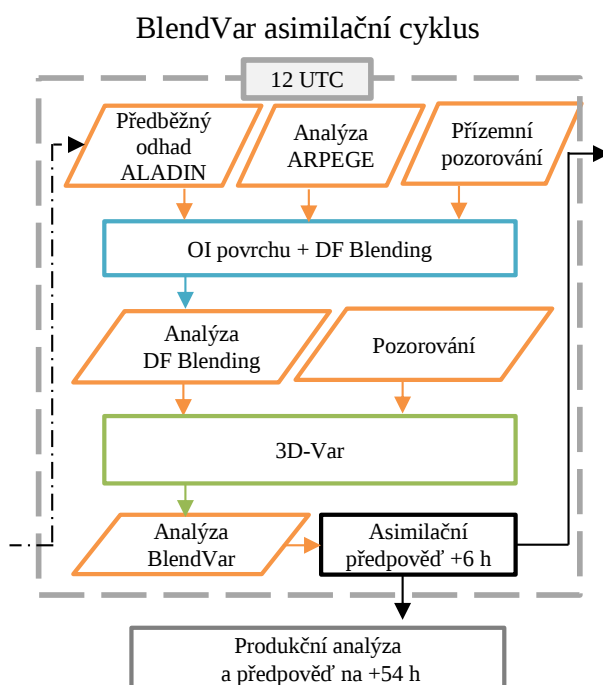 BlendVar asimilační cyklus
12 UTC
Předběžný
odhad
ALADIN
Analýza
ARPEGE
Přízemní
pozorování
OI povrchu + DF Blending
Analýza
DF Blending
Pozorování
3D-Var
Analýza
BlendVar
Asimilační
předpověď +6 h
Produkční analýza
a předpověď na +54 h